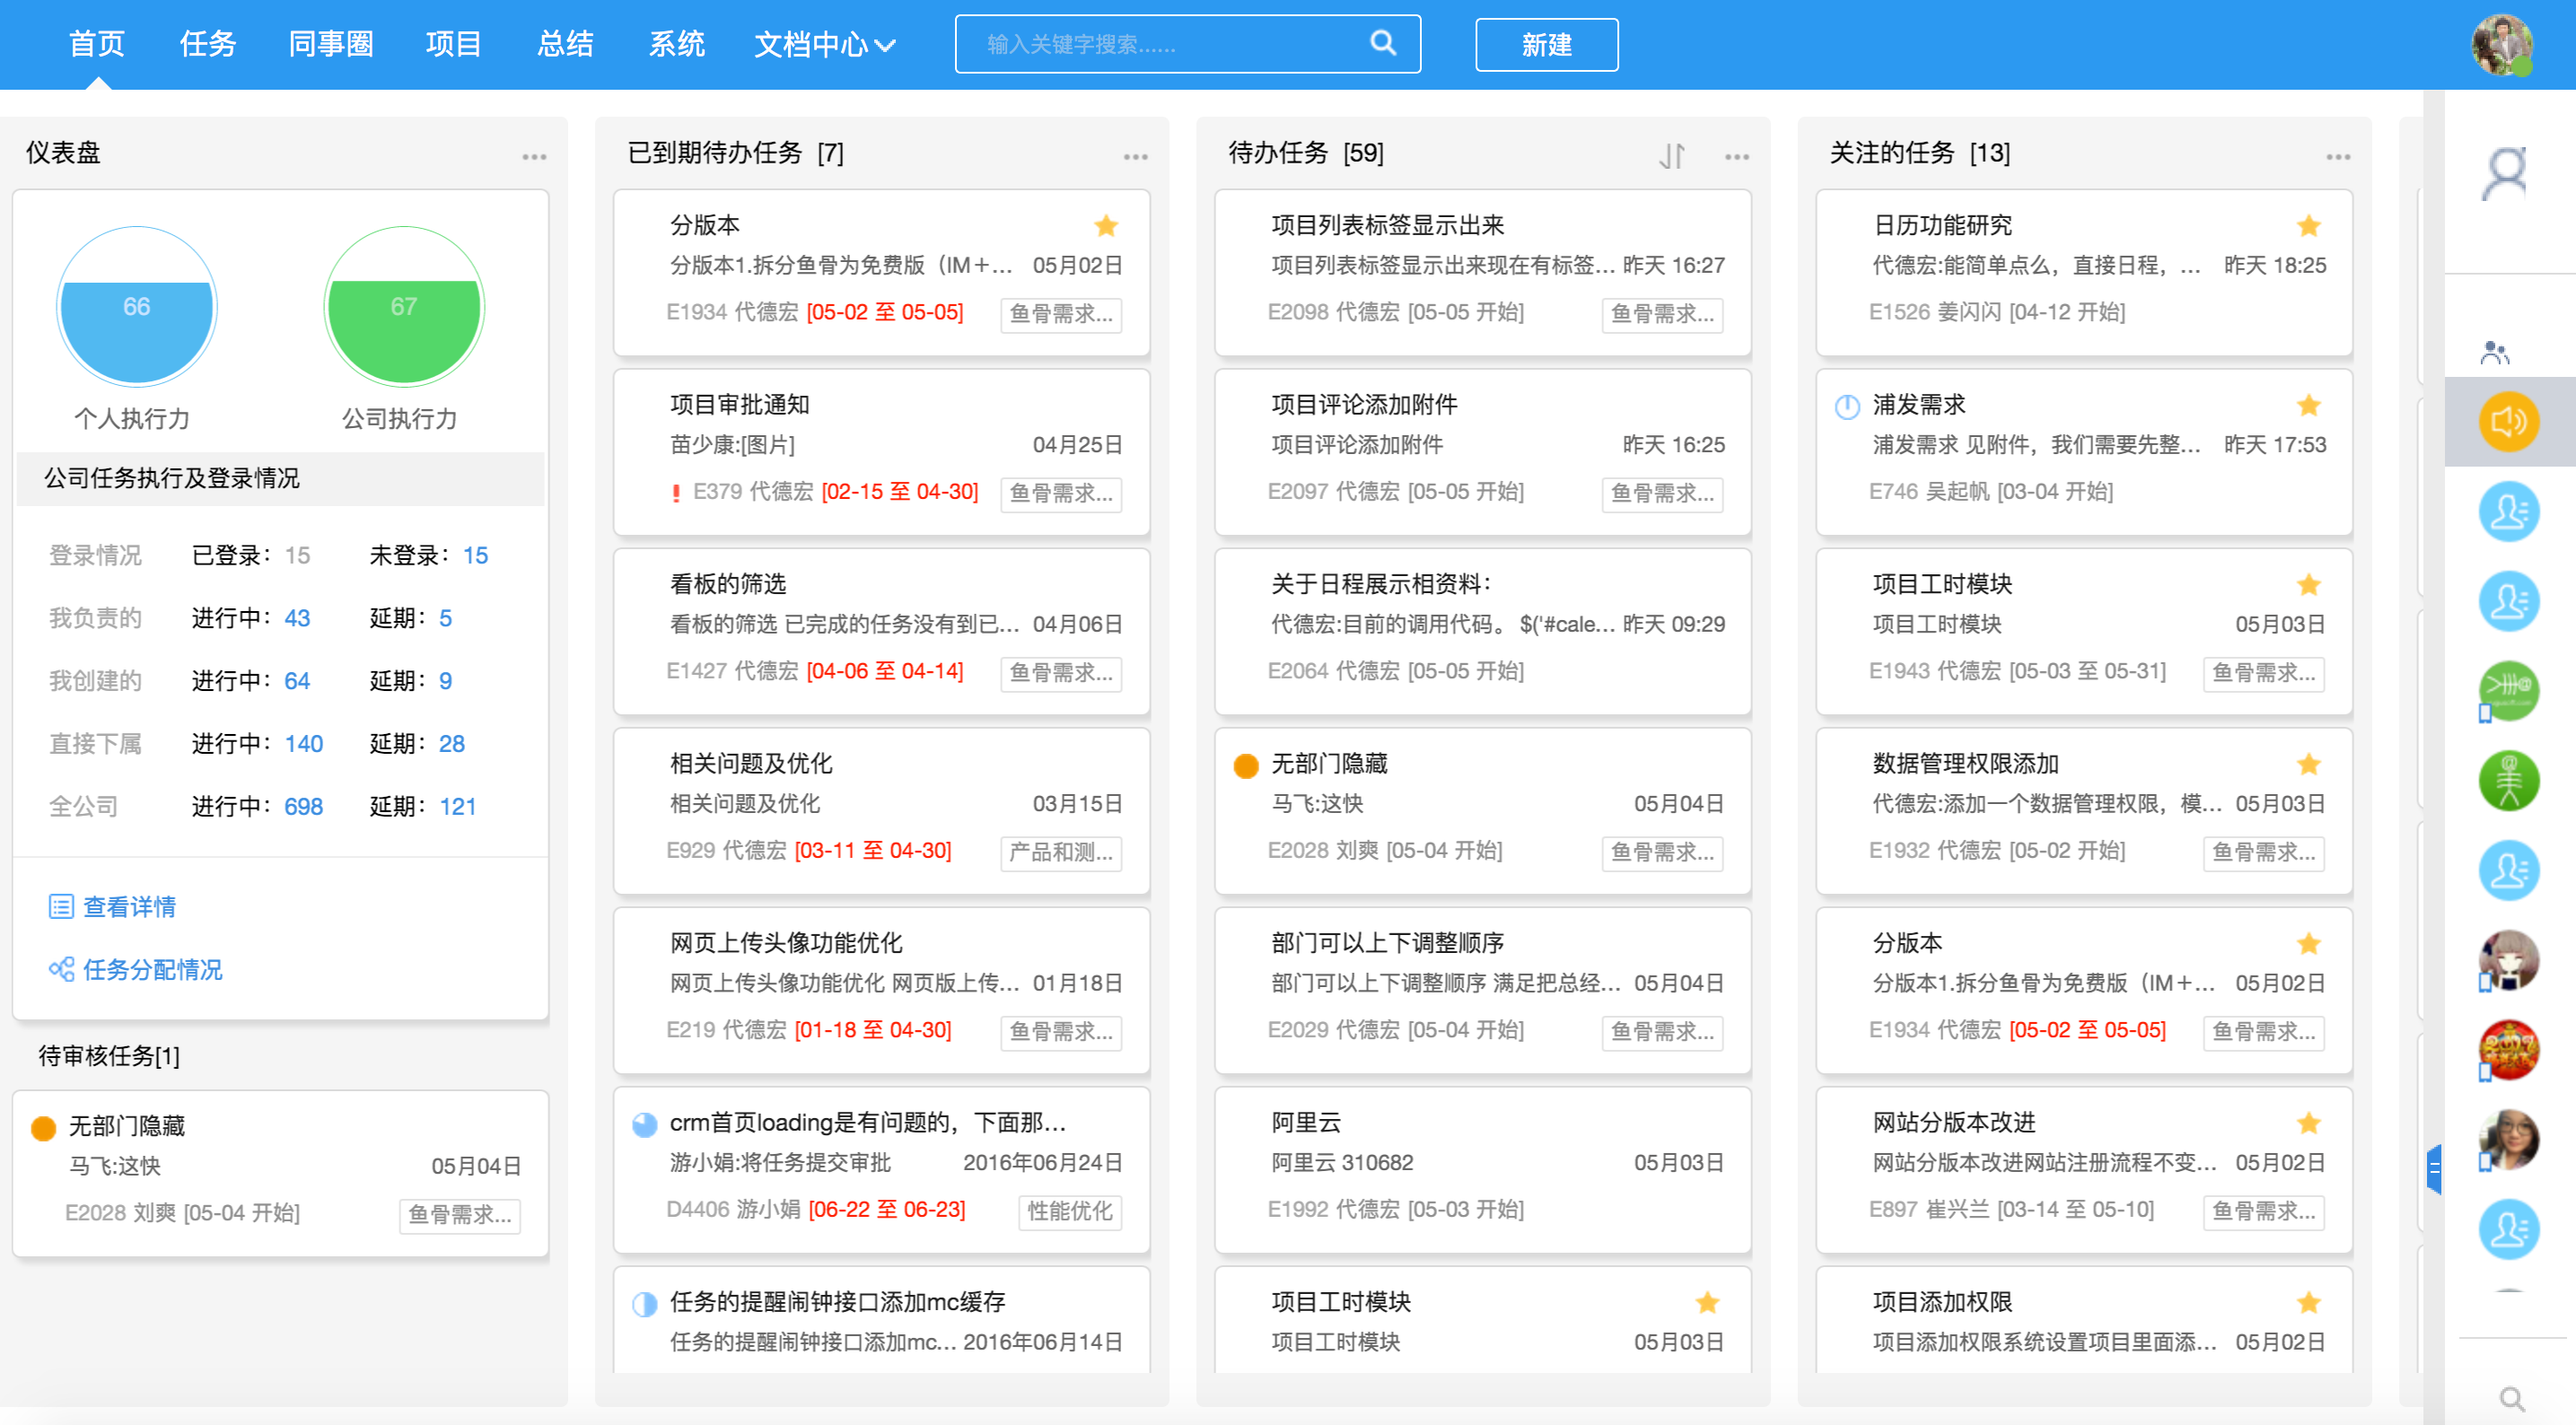 首页 任务 同事圈 项目 总结 系统 文档中心 输入关键字搜索...... 新建
仪表盘
66 67
个人执行力 公司执行力
公司任务执行及登录情况
登录情况 已登录：15 未登录：15
我负责的 进行中：43 延期：5
我创建的 进行中：64 延期：9
直接下属 进行中：140 延期：28
全公司 进行中：698 延期：121
查看详情
任务分配情况
待审核任务[1]
无部门隐藏
马飞:这快 05月04日
E2028 刘爽 [05-04 开始] 鱼骨需求...
已到期待办任务 [7]
分版本
分版本1.拆分鱼骨为免费版（IM＋... 05月02日
E1934 代德宏 [05-02 至 05-05] 鱼骨需求...
项目审批通知
苗少康:[图片] 04月25日
E379 代德宏 [02-15 至 04-30] 鱼骨需求...
看板的筛选
看板的筛选 已完成的任务没有到已... 04月06日
E1427 代德宏 [04-06 至 04-14] 鱼骨需求...
相关问题及优化
相关问题及优化 03月15日
E929 代德宏 [03-11 至 04-30] 产品和测...
网页上传头像功能优化
网页上传头像功能优化 网页版上传... 01月18日
E219 代德宏 [01-18 至 04-30] 鱼骨需求...
crm首页loading是有问题的，下面那...
游小娟:将任务提交审批 2016年06月24日
D4406 游小娟 [06-22 至 06-23] 性能优化
任务的提醒闹钟接口添加mc缓存
任务的提醒闹钟接口添加mc... 2016年06月14日
待办任务 [59]
项目列表标签显示出来
项目列表标签显示出来现在有标签... 昨天 16:27
E2098 代德宏 [05-05 开始] 鱼骨需求...
项目评论添加附件
项目评论添加附件 昨天 16:25
E2097 代德宏 [05-05 开始] 鱼骨需求...
关于日程展示相资料：
代德宏:目前的调用代码。 $('#cale... 昨天 09:29
E2064 代德宏 [05-05 开始]
无部门隐藏
马飞:这快 05月04日
E2028 刘爽 [05-04 开始] 鱼骨需求...
部门可以上下调整顺序
部门可以上下调整顺序 满足把总经... 05月04日
E2029 代德宏 [05-04 开始] 鱼骨需求...
阿里云
阿里云 310682 05月03日
E1992 代德宏 [05-03 开始]
项目工时模块
项目工时模块 05月03日
关注的任务 [13]
日历功能研究
代德宏:能简单点么，直接日程，... 昨天 18:25
E1526 姜闪闪 [04-12 开始]
浦发需求
浦发需求 见附件，我们需要先整... 昨天 17:53
E746 吴起帆 [03-04 开始]
项目工时模块
项目工时模块 05月03日
E1943 代德宏 [05-03 至 05-31] 鱼骨需求...
数据管理权限添加
代德宏:添加一个数据管理权限，模... 05月03日
E1932 代德宏 [05-02 开始] 鱼骨需求...
分版本
分版本1.拆分鱼骨为免费版（IM＋... 05月02日
E1934 代德宏 [05-02 至 05-05] 鱼骨需求...
网站分版本改进
网站分版本改进网站注册流程不变... 05月02日
E897 崔兴兰 [03-14 至 05-10] 鱼骨需求...
项目添加权限
项目添加权限系统设置项目里面添... 05月02日
2017